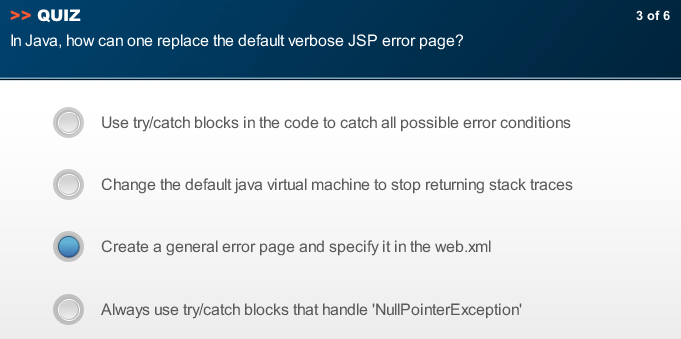 >> QUIZ
3 of 6
In Java, how can one replace the default verbose JSP error page?
Use try/catch blocks in the code to catch all possible error conditions
Change the default java virtual machine to stop returning stack traces
Create a general error page and specify it in the web.xml
Always use try/catch blocks that handle 'NullPointerException'